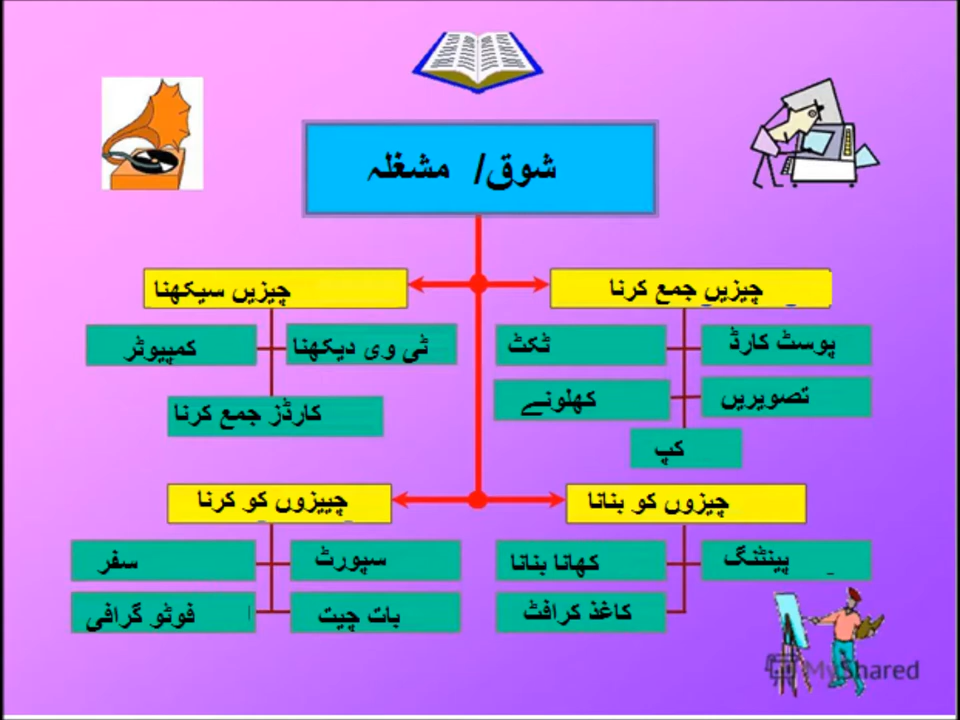 شوق/ مشغلہ
چیزیں جمع کرنا
چیزیں سیکھنا
پوسٹ کارڈ
ٹکٹ
ٹی وی دیکھنا
کمپیوٹر
تصویریں
کھلونے
کارڈز جمع کرنا
کپ
چیزوں کو بنانا
چییزوں کو کرنا
پینٹنگ
کھانا بنانا
سپورٹ
سفر
کاغذ کرافٹ
بات چیت
فوٹو گرافی
MyShared